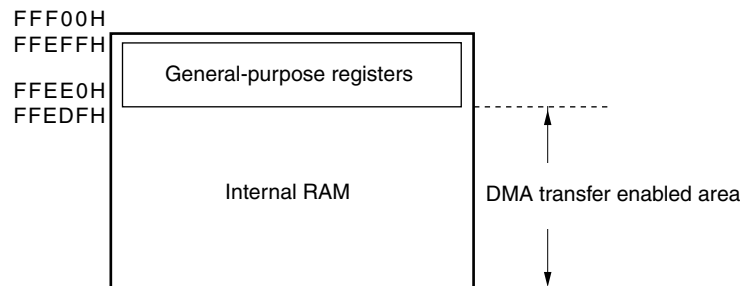 FFF00H
FFEFFH
General-purpose registers
FFEE0H
FFEDFH
Internal RAM
DMA transfer enabled area